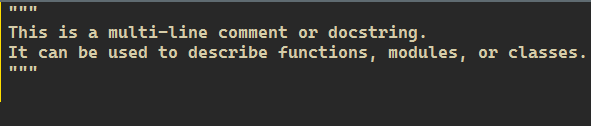 """
This is a multi-line comment or docstring.
It can be used to describe functions, modules, or classes.
"""